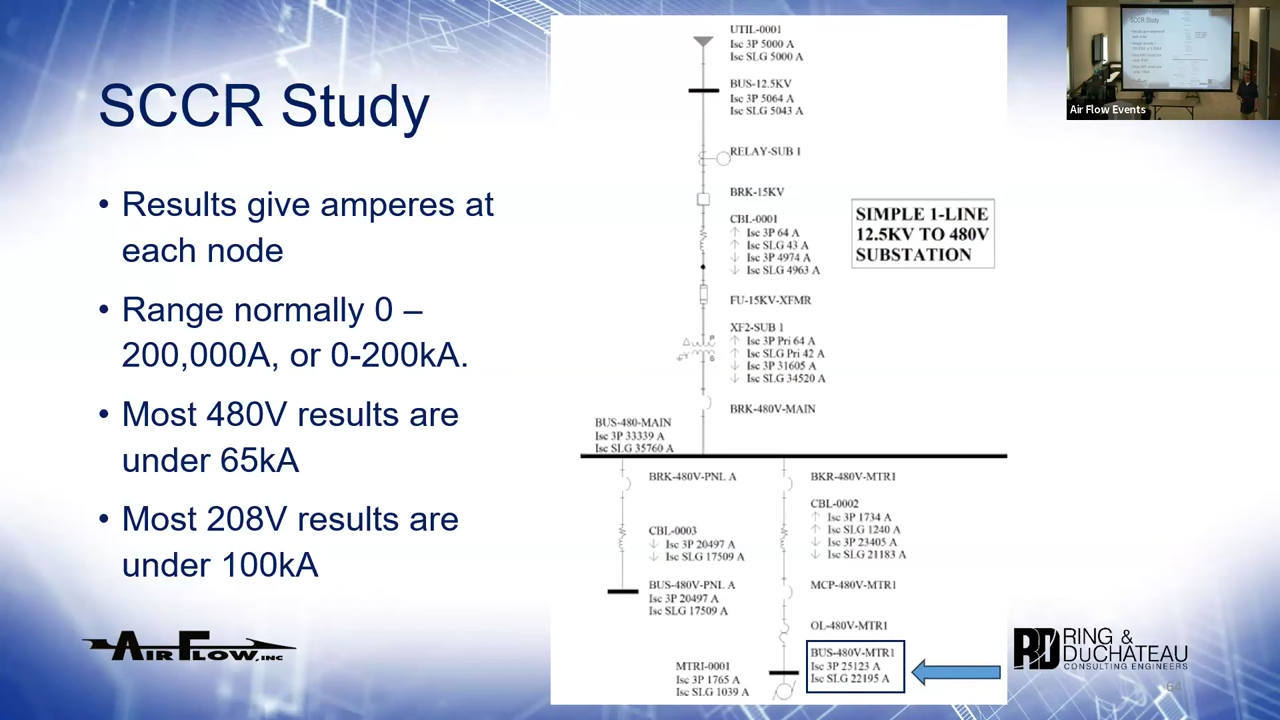 SCCR Study
• Results give amperes at
each node
• Range normally 0 –
200,000A, or 0-200kA.
• Most 480V results are
under 65kA
• Most 208V results are
under 100kA
UTIL-0001
Isc 3P 5000 A
Isc SLG 5000 A
BUS-12.5KV
Isc 3P 5064 A
Isc SLG 5043 A
RELAY-SUB 1
BRK-15KV
CBL-0001
↑ Isc 3P 64 A
↑ Isc SLG 43 A
↓ Isc 3P 4974 A
↓ Isc SLG 4963 A
SIMPLE 1-LINE
12.5KV TO 480V
SUBSTATION
FU-15KV-XFMR
XF2-SUB 1
↑ Isc 3P Pri 64 A
↑ Isc SLG Pri 42 A
↓ Isc 3P 31605 A
↓ Isc SLG 34520 A
P
S
BRK-480V-MAIN
BUS-480-MAIN
Isc 3P 33339 A
Isc SLG 35760 A
BRK-480V-PNL A
CBL-0003
↓ Isc 3P 20497 A
↓ Isc SLG 17509 A
BUS-480V-PNL A
Isc 3P 20497 A
Isc SLG 17509 A
BKR-480V-MTR1
CBL-0002
↑ Isc 3P 1734 A
↑ Isc SLG 1240 A
↓ Isc 3P 23405 A
↓ Isc SLG 21183 A
MCP-480V-MTR1
OL-480V-MTR1
BUS-480V-MTR1
Isc 3P 25123 A
Isc SLG 22195 A
MTRI-0001
Isc 3P 1765 A
Isc SLG 1039 A
AIR FLOW, INC
RD RING &
DUCHATEAU
CONSULTING ENGINEERS
64
SCCR Study
Air Flow Events